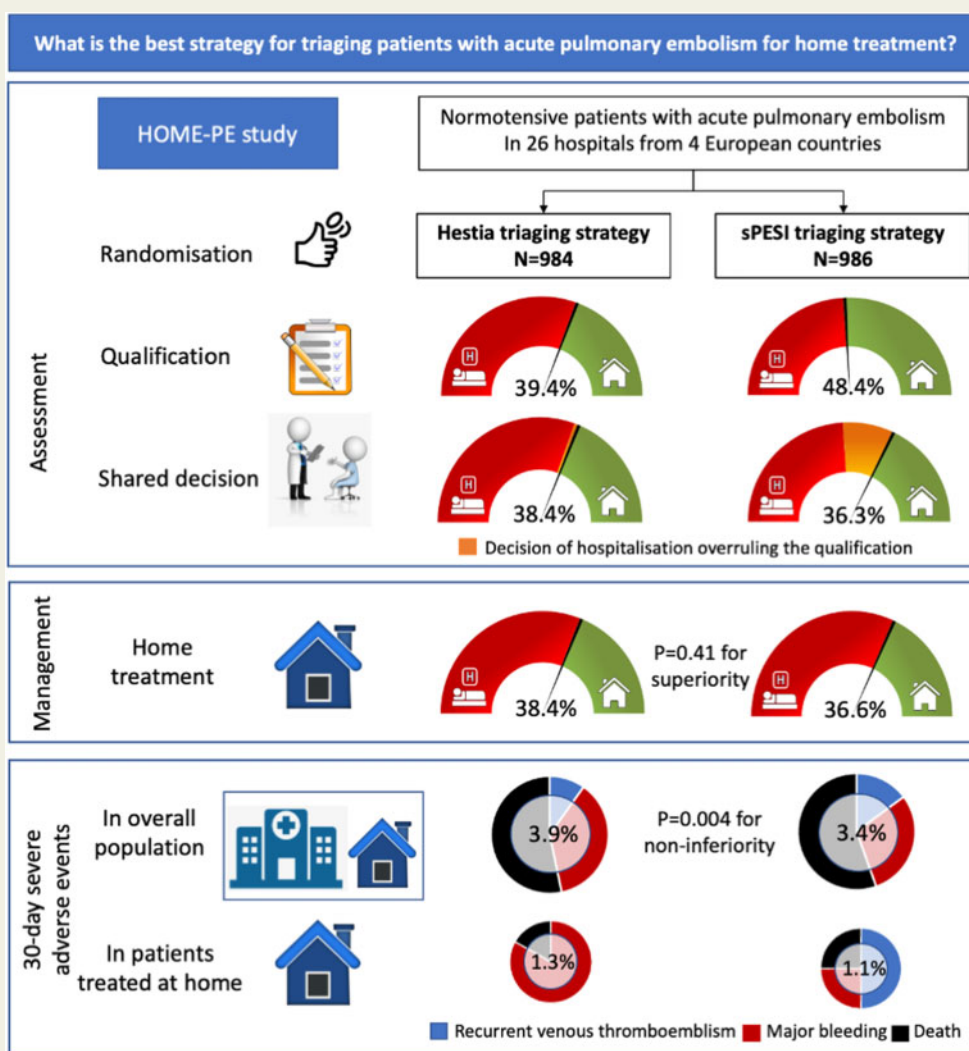 What is the best strategy for triaging patients with acute pulmonary embolism for home treatment?
HOME-PE study
Normotensive patients with acute pulmonary embolism
In 26 hospitals from 4 European countries
Assessment
Randomisation
Hestia triaging strategy
N=984
sPESI triaging strategy
N=986
Qualification
H
39.4%
H
48.4%
Shared decision
H
38.4%
H
36.3%
Decision of hospitalisation overruling the qualification
Management
Home
treatment
H
38.4%
P=0.41 for
superiority
H
36.6%
30-day severe
adverse events
In overall
population
3.9%
P=0.004 for
non-inferiority
3.4%
In patients
treated at home
1.3%
1.1%
Recurrent venous thromboemblism Major bleeding Death